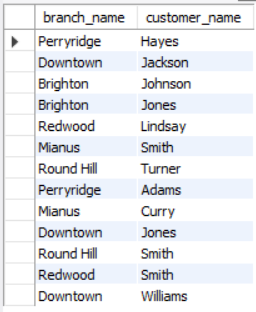 branch_name customer_name
Perryridge Hayes
Downtown Jackson
Brighton Johnson
Brighton Jones
Redwood Lindsay
Mianus Smith
Round Hill Turner
Perryridge Adams
Mianus Curry
Downtown Jones
Round Hill Smith
Redwood Smith
Downtown Williams